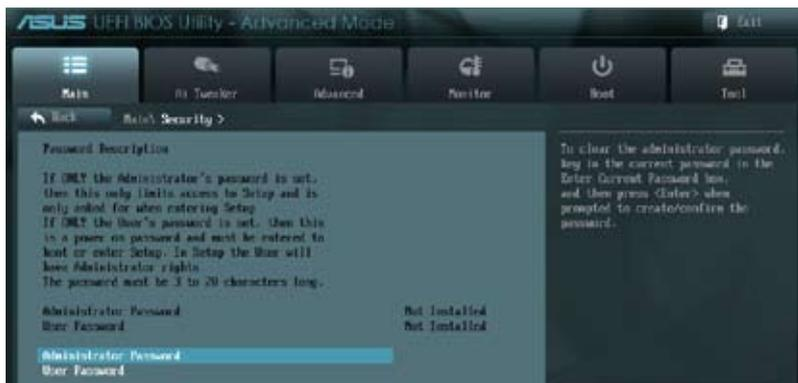 ASUS UEFI BIOS Utility - Advanced Mode
Exit
Main
Ai Tweaker
Advanced
Monitor
Boot
Tool
Back
Main\ Security >
Password Description
If ONLY the Administrator's password is set,
then this only limits access to Setup and is
only asked for when entering Setup
If ONLY the User's password is set, then this
is a power on password and must be entered to
boot or enter Setup. In Setup the User will
have Administrator rights
The password must be 3 to 20 characters long.
Administrator Password Not Installed
User Password Not Installed
Administrator Password
User Password
To clear the administrator password,
key in the current password in the
Enter Current Password box,
and then press <Enter> when
prompted to create/confirm the
password.